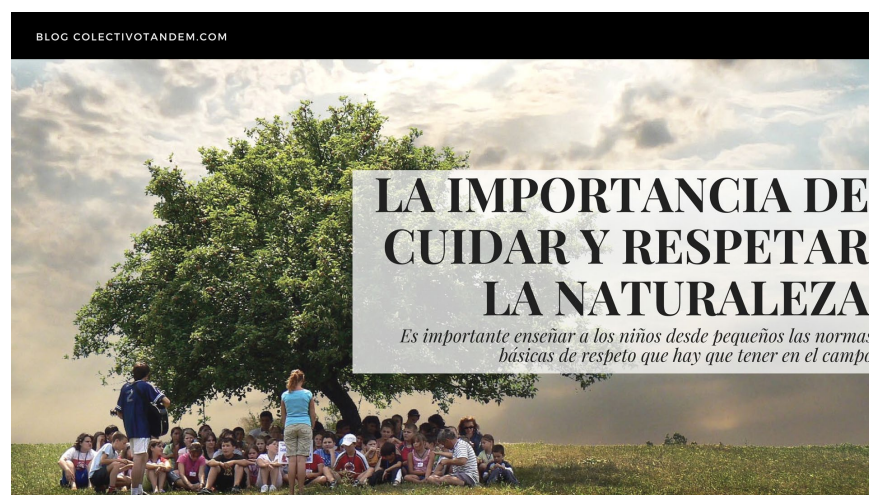 BLOG COLECTIVOTANDEM.COM
LA IMPORTANCIA DE
CUIDAR Y RESPETAR
LA NATURALEZA
Es importante enseñar a los niños desde pequeños las normas
básicas de respeto que hay que tener en el campo